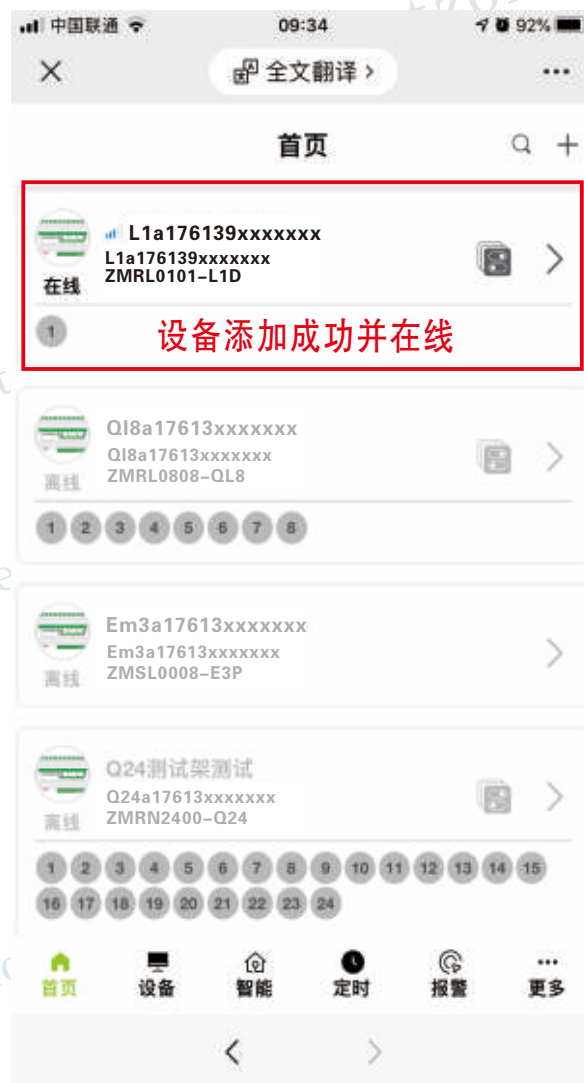 中国联通 09:34 92%
全文翻译
首页
L1a176139xxxxxxx
L1a176139xxxxxxx
在线 ZMRL0101-L1D
1 设备添加成功并在线
Ql8a17613xxxxxxx
Ql8a17613xxxxxxx
离线 ZMRL0808-QL8
1 2 3 4 5 6 7 8
Em3a17613xxxxxxx
Em3a17613xxxxxxx
离线 ZMSL0008-E3P
Q24测试架测试
Q24a17613xxxxxxx
离线 ZMRN2400-Q24
1 2 3 4 5 6 7 8 9 10 11 12 13 14 15
16 17 18 19 20 21 22 23 24
首页 设备 智能 定时 报警 更多